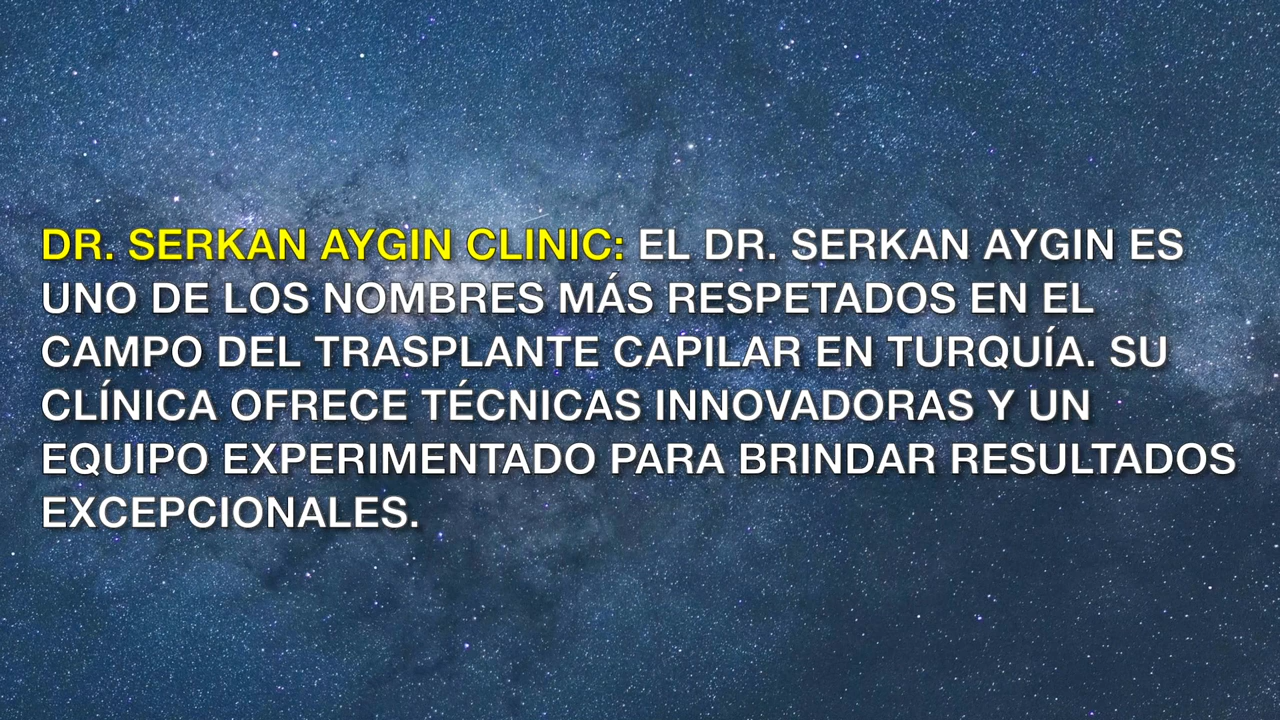 DR. SERKAN AYGIN CLINIC: EL DR. SERKAN AYGIN ES
UNO DE LOS NOMBRES MÁS RESPETADOS EN EL
CAMPO DEL TRASPLANTE CAPILAR EN TURQUÍA. SU
CLÍNICA OFRECE TÉCNICAS INNOVADORAS Y UN
EQUIPO EXPERIMENTADO PARA BRINDAR RESULTADOS
EXCEPCIONALES.